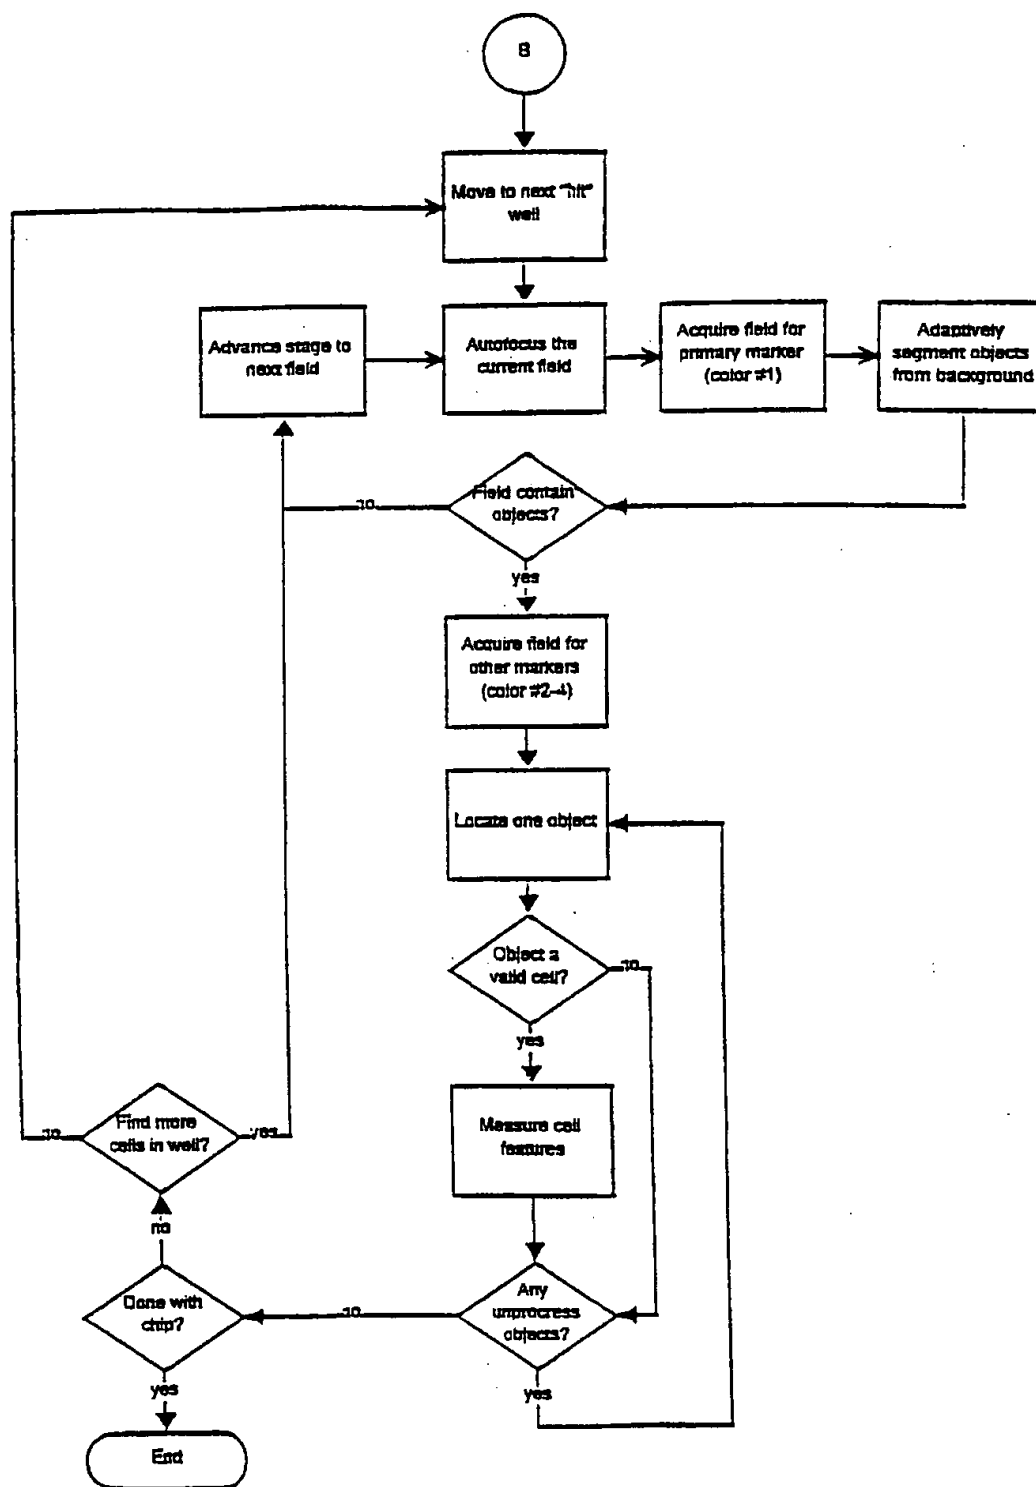 B
Move to next "hit"
well
Advance stage to
next field
Autofocus the
current field
Acquire field for
primary marker
(color #1)
Adaptively
segment objects
from background
Field contain
objects?
no
yes
Acquire field for
other markers
(color #2-4)
Locate one object
Object a
valid cell?
no
yes
Measure cell
features
Find more
cells in well?
no
yes
no
Done with
chip?
no
Any
unprocess
objects?
yes
yes
End